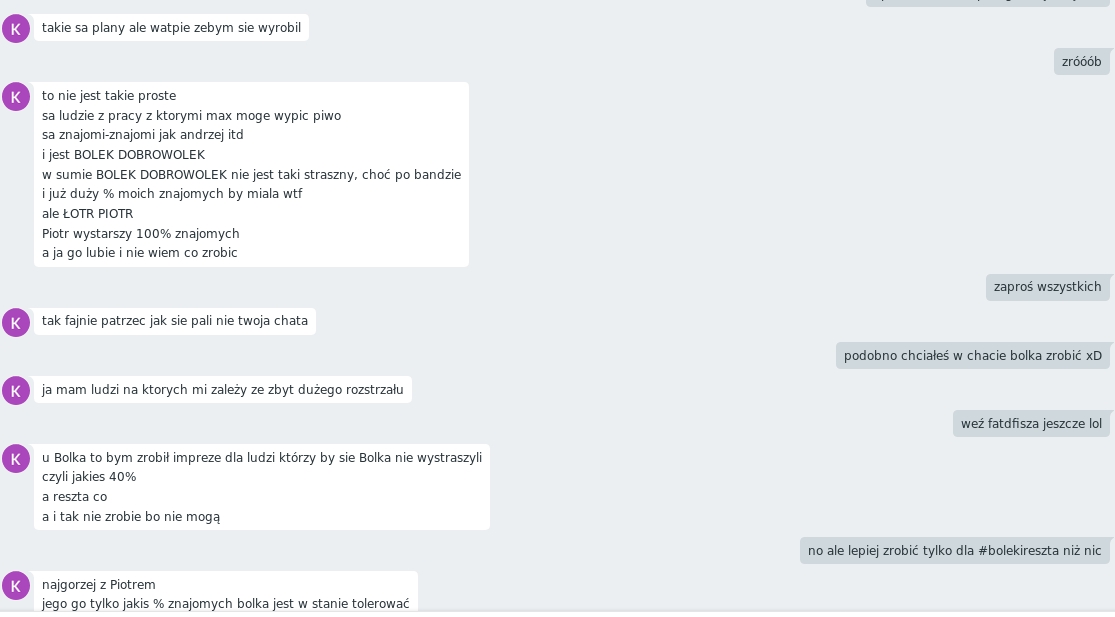 K
takie sa plany ale watpie zebym sie wyrobil
zróóób
K
to nie jest takie proste
sa ludzie z pracy z ktorymi max moge wypic piwo
sa znajomi-znajomi jak andrzej itd
i jest BOLEK DOBROWOLEK
w sumie BOLEK DOBROWOLEK nie jest taki straszny, choć po bandzie
i już duży % moich znajomych by miala wtf
ale ŁOTR PIOTR
Piotr wystarszy 100% znajomych
a ja go lubie i nie wiem co zrobic
zaproś wszystkich
K
tak fajnie patrzec jak sie pali nie twoja chata
podobno chciałeś w chacie bolka zrobić xD
K
ja mam ludzi na ktorych mi zależy ze zbyt dużego rozstrzału
weź fatdfisza jeszcze lol
K
u Bolka to bym zrobił impreze dla ludzi którzy by sie Bolka nie wystraszyli
czyli jakies 40%
a reszta co
a i tak nie zrobie bo nie mogą
no ale lepiej zrobić tylko dla #bolekireszta niż nic
K
najgorzej z Piotrem
jego go tylko jakis % znajomych bolka jest w stanie tolerować